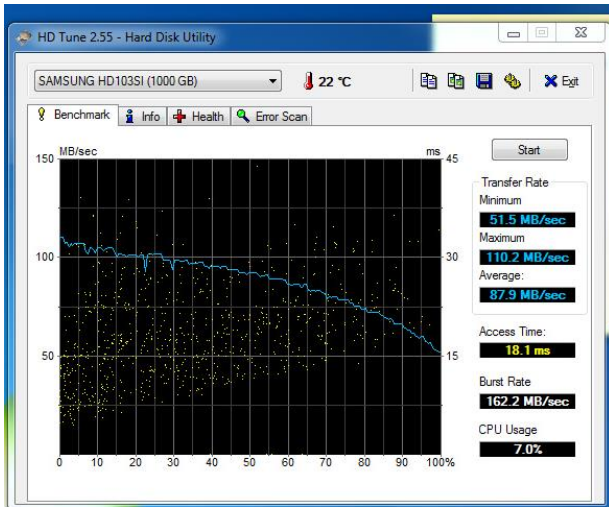 HD Tune 2.55 - Hard Disk Utility
SAMSUNG HD103SI (1000 GB)
22 °C
Exit
Benchmark Info Health Error Scan
150 MB/sec ms 45
100 30
50 15
0 10 20 30 40 50 60 70 80 90 100%
Start
Transfer Rate
Minimum
51.5 MB/sec
Maximum
110.2 MB/sec
Average:
87.9 MB/sec
Access Time:
18.1 ms
Burst Rate
162.2 MB/sec
CPU Usage
7.0%